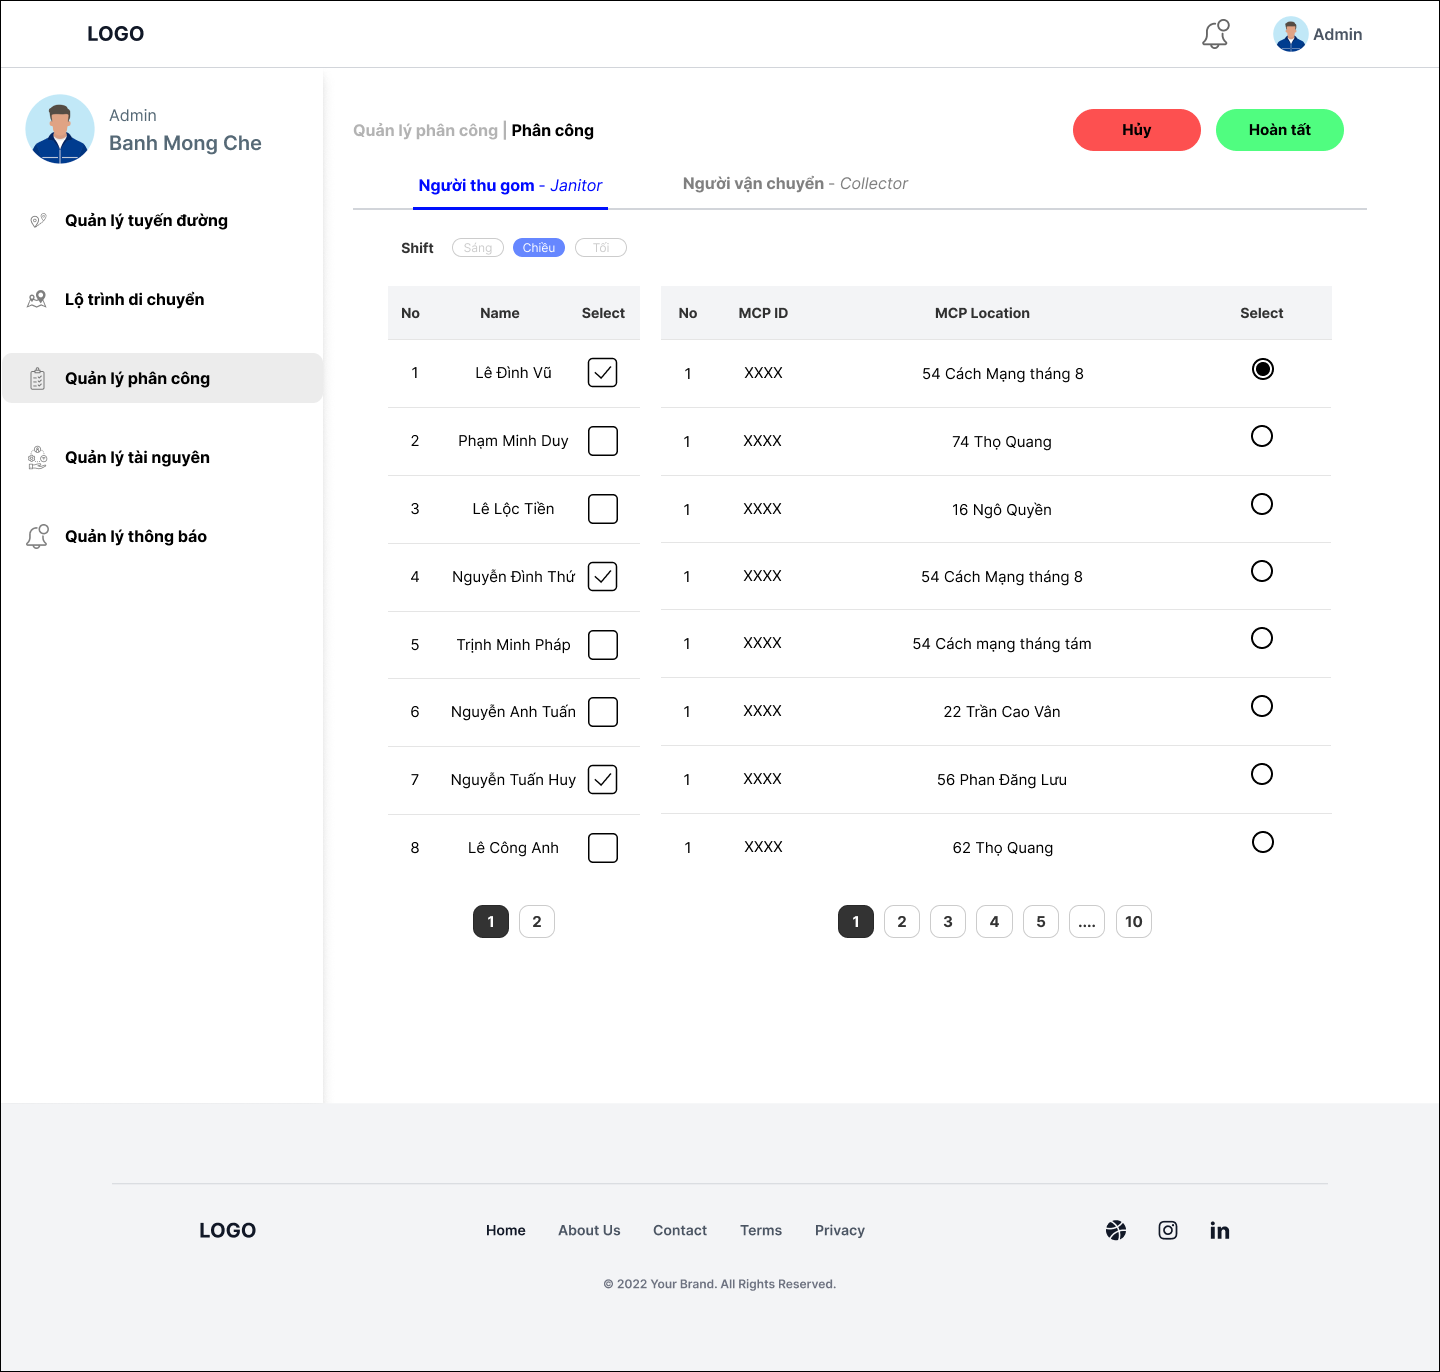 LOGO
Admin
Admin
Banh Mong Che
Quản lý tuyến đường
Lộ trình di chuyển
Quản lý phân công
Quản lý tài nguyên
Quản lý thông báo
Quản lý phân công | Phân công
Hủy
Hoàn tất
Người thu gom - Janitor
Người vận chuyển - Collector
Shift
Sáng
Chiều
Tối
No Name Select
1 Lê Đình Vũ
2 Phạm Minh Duy
3 Lê Lộc Tiền
4 Nguyễn Đình Thứ
5 Trịnh Minh Pháp
6 Nguyễn Anh Tuấn
7 Nguyễn Tuấn Huy
8 Lê Công Anh
1 2
No MCP ID MCP Location Select
1 XXXX 54 Cách Mạng tháng 8
1 XXXX 74 Thọ Quang
1 XXXX 16 Ngô Quyền
1 XXXX 54 Cách Mạng tháng 8
1 XXXX 54 Cách mạng tháng tám
1 XXXX 22 Trần Cao Vân
1 XXXX 56 Phan Đăng Lưu
1 XXXX 62 Thọ Quang
1 2 3 4 5 .... 10
LOGO
Home About Us Contact Terms Privacy
© 2022 Your Brand. All Rights Reserved.